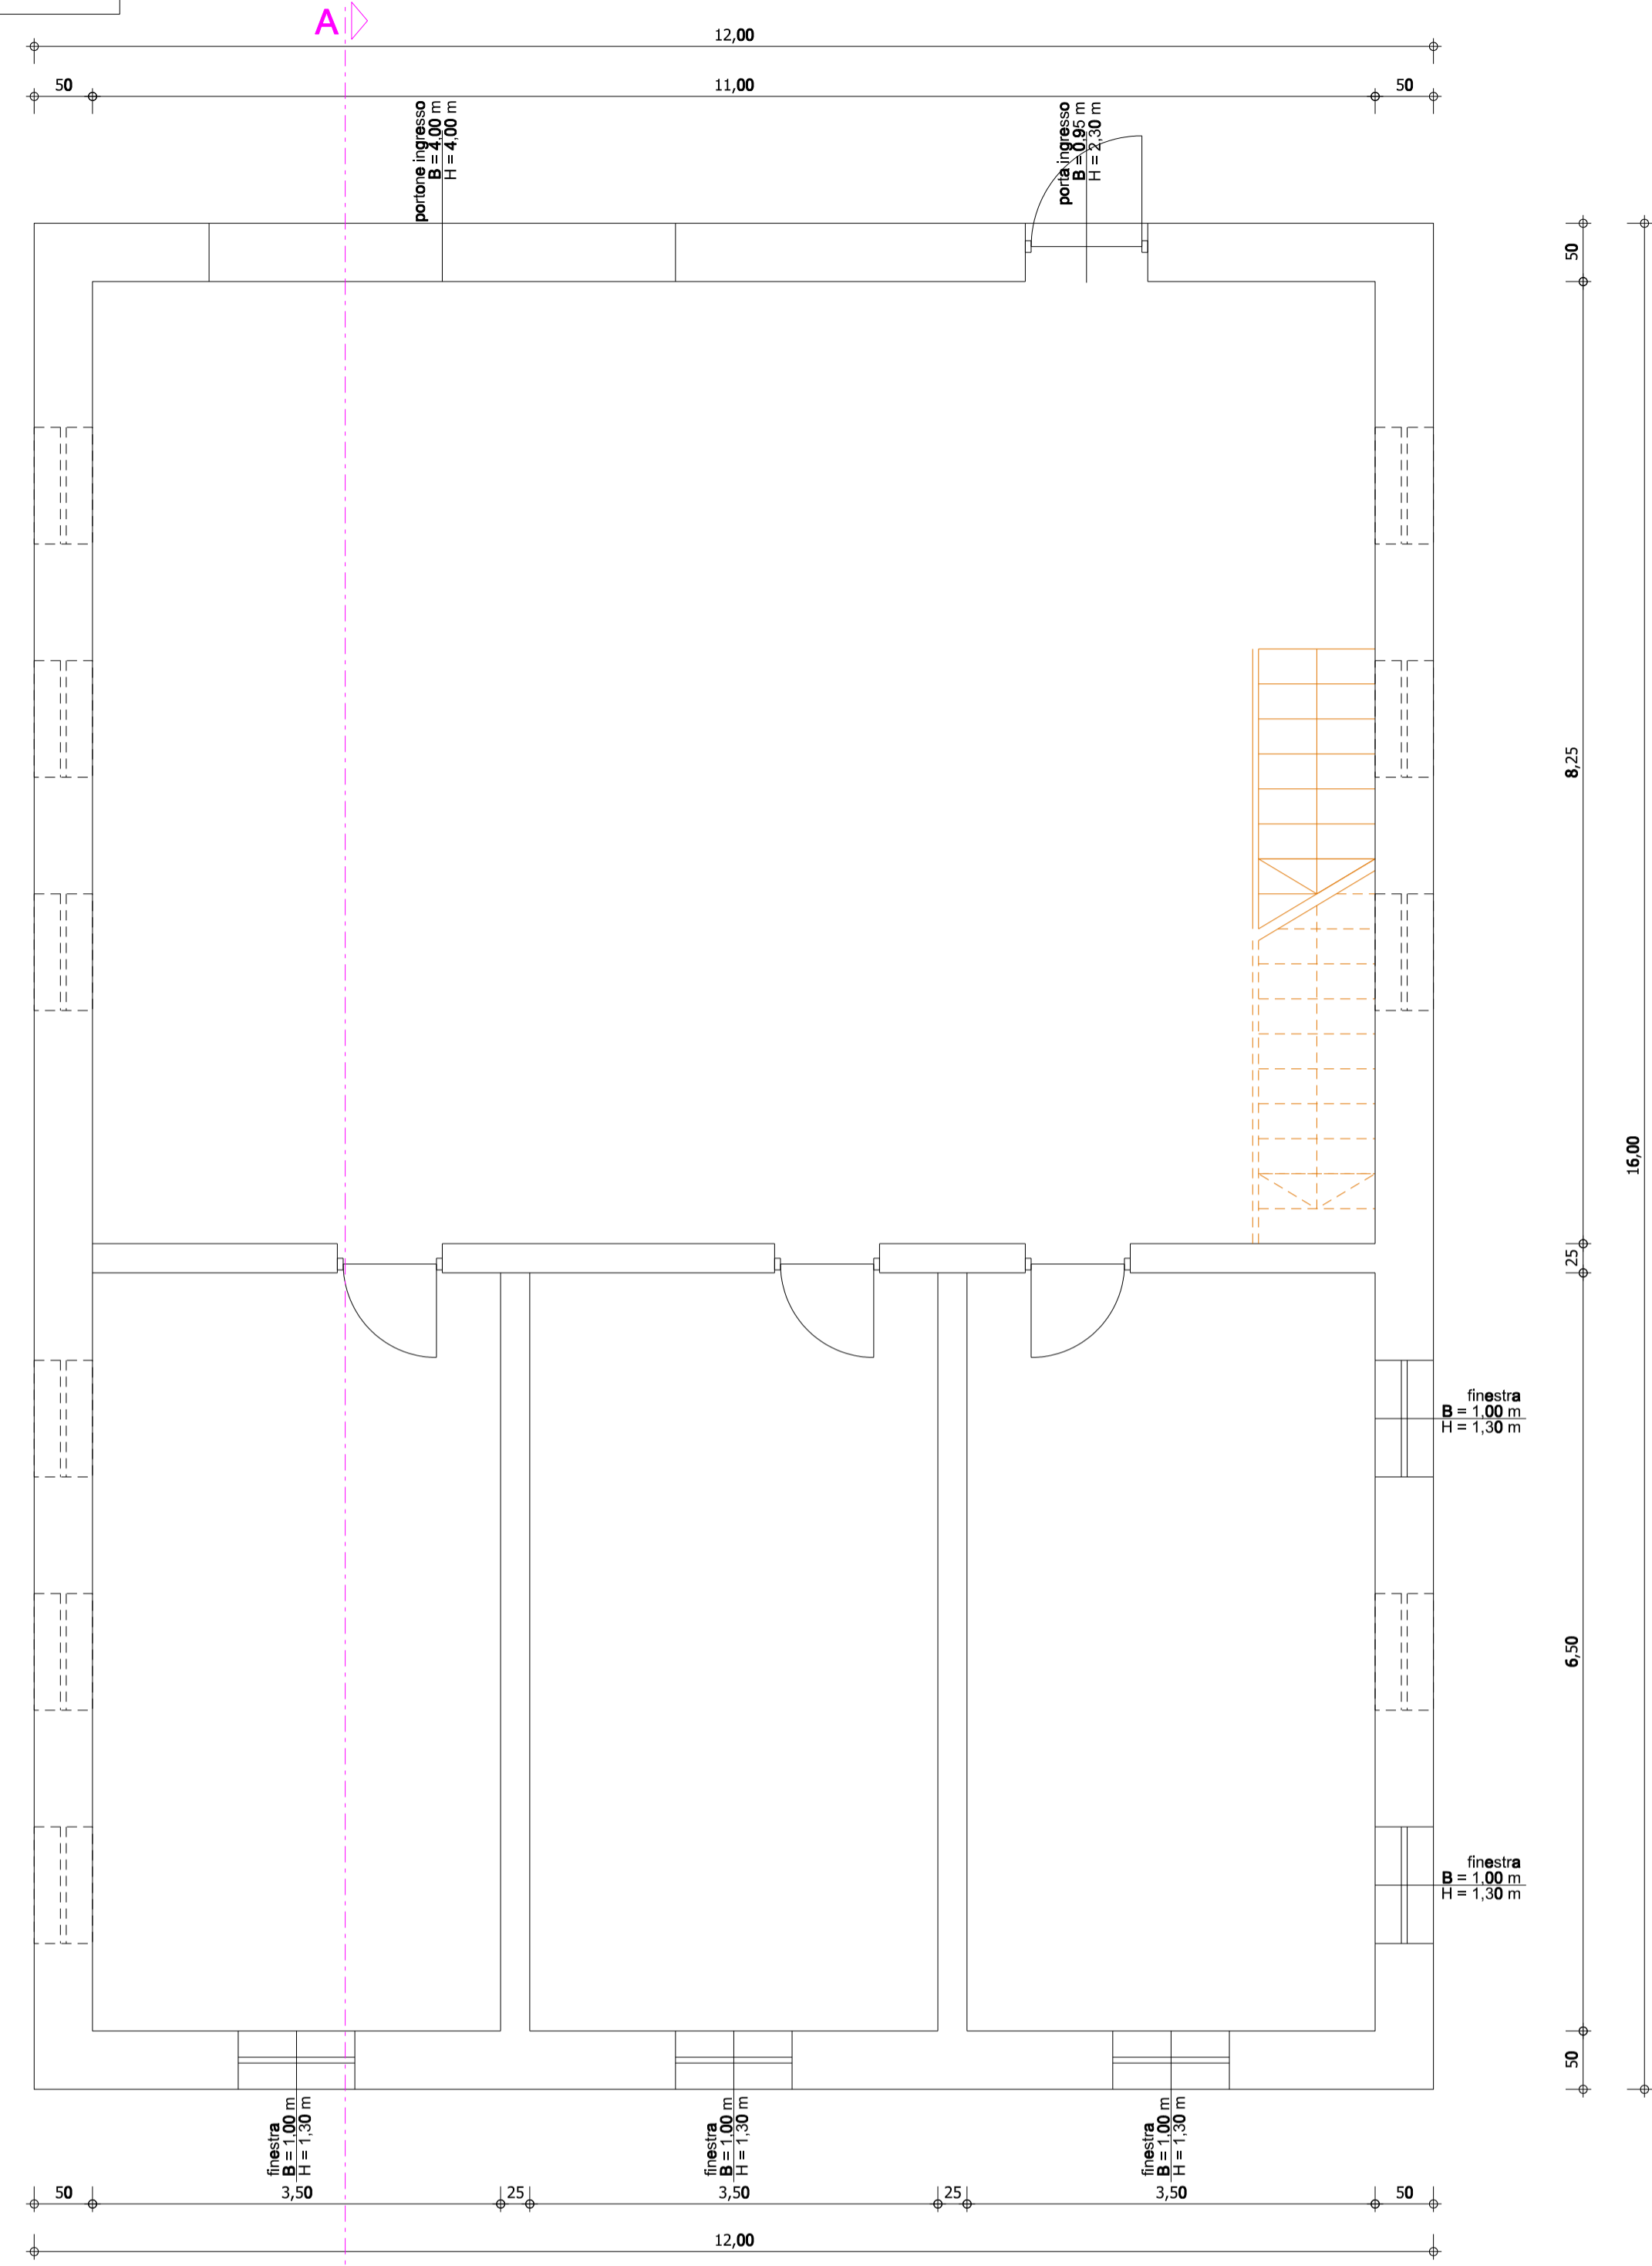 A
12,00
50
11,00
50
portone ingresso
B = 4,00 m
H = 4,00 m
porta ingresso
B = 0,95 m
H = 2,30 m
50
8,25
16,00
25
finestra
B = 1,00 m
H = 1,30 m
6,50
finestra
B = 1,00 m
H = 1,30 m
50
finestra
B = 1,00 m
H = 1,30 m
finestra
B = 1,00 m
H = 1,30 m
finestra
B = 1,00 m
H = 1,30 m
50
3,50
25
3,50
25
3,50
50
12,00